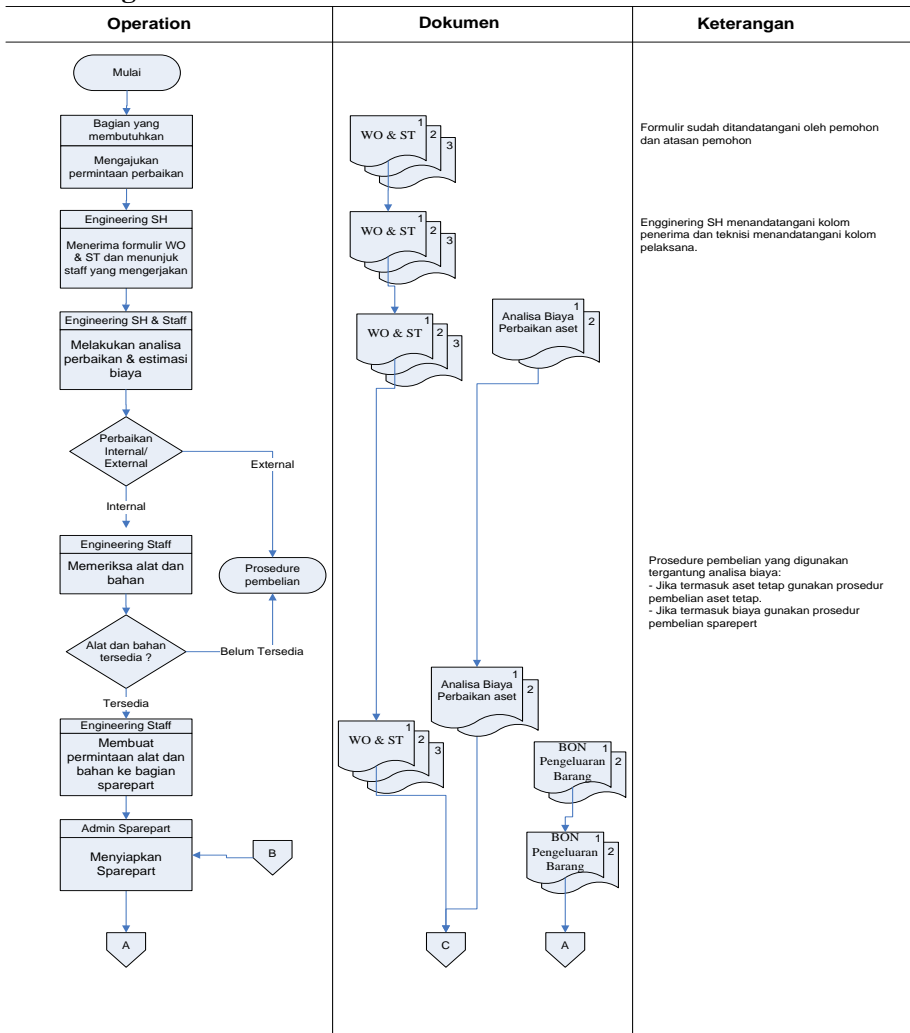 Operation
Dokumen
Keterangan
Mulai
Bagian yang
membutuhkan
Mengajukan
permintaan perbaikan
WO & ST
1
2
3
Formulir sudah ditandatangani oleh pemohon
dan atasan pemohon
Engineering SH
Menerima formulir WO
& ST dan menunjuk
staff yang mengerjakan
WO & ST
1
2
3
Enggineering SH menandatangani kolom
penerima dan teknisi menandatangani kolom
pelaksana.
Engineering SH & Staff
Melakukan analisa
perbaikan & estimasi
biaya
WO & ST
1
2
3
Analisa Biaya
Perbaikan aset
1
2
Perbaikan
Internal/
External
External
Internal
Engineering Staff
Memeriksa alat dan
bahan
Prosedure
pembelian
Prosedure pembelian yang digunakan
tergantung analisa biaya:
- Jika termasuk aset tetap gunakan prosedur
pembelian aset tetap.
- Jika termasuk biaya gunakan prosedur
pembelian sparepert
Alat dan bahan
tersedia ?
Belum Tersedia
Tersedia
Analisa Biaya
Perbaikan aset
1
2
Engineering Staff
Membuat
permintaan alat dan
bahan ke bagian
sparepart
WO & ST
1
2
3
BON
Pengeluaran
Barang
1
2
Admin Sparepart
Menyiapkan
Sparepart
B
BON
Pengeluaran
Barang
1
2
A
C
A